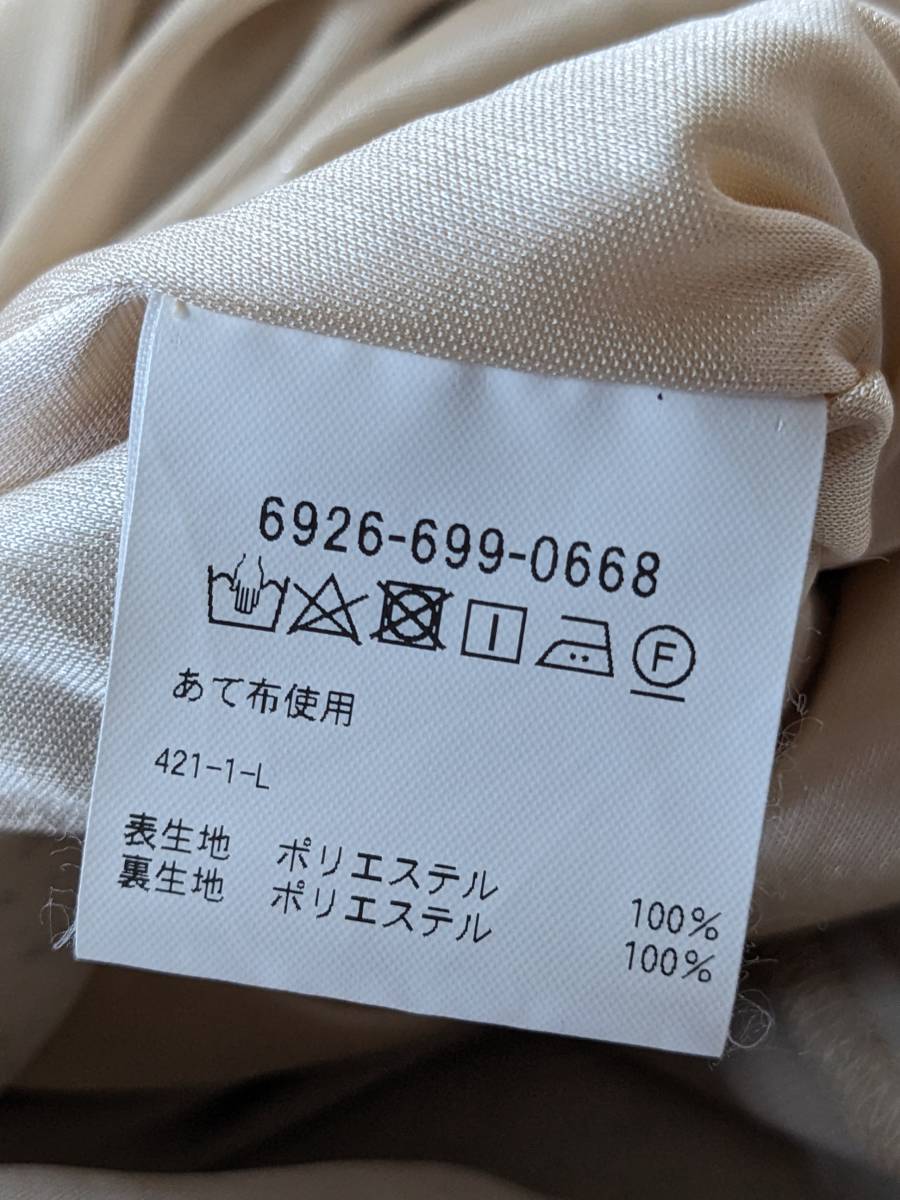 6926-699-0668
F
あて布使用
421-1-L
表生地 ポリエステル 100%
裏生地 ポリエステル 100%